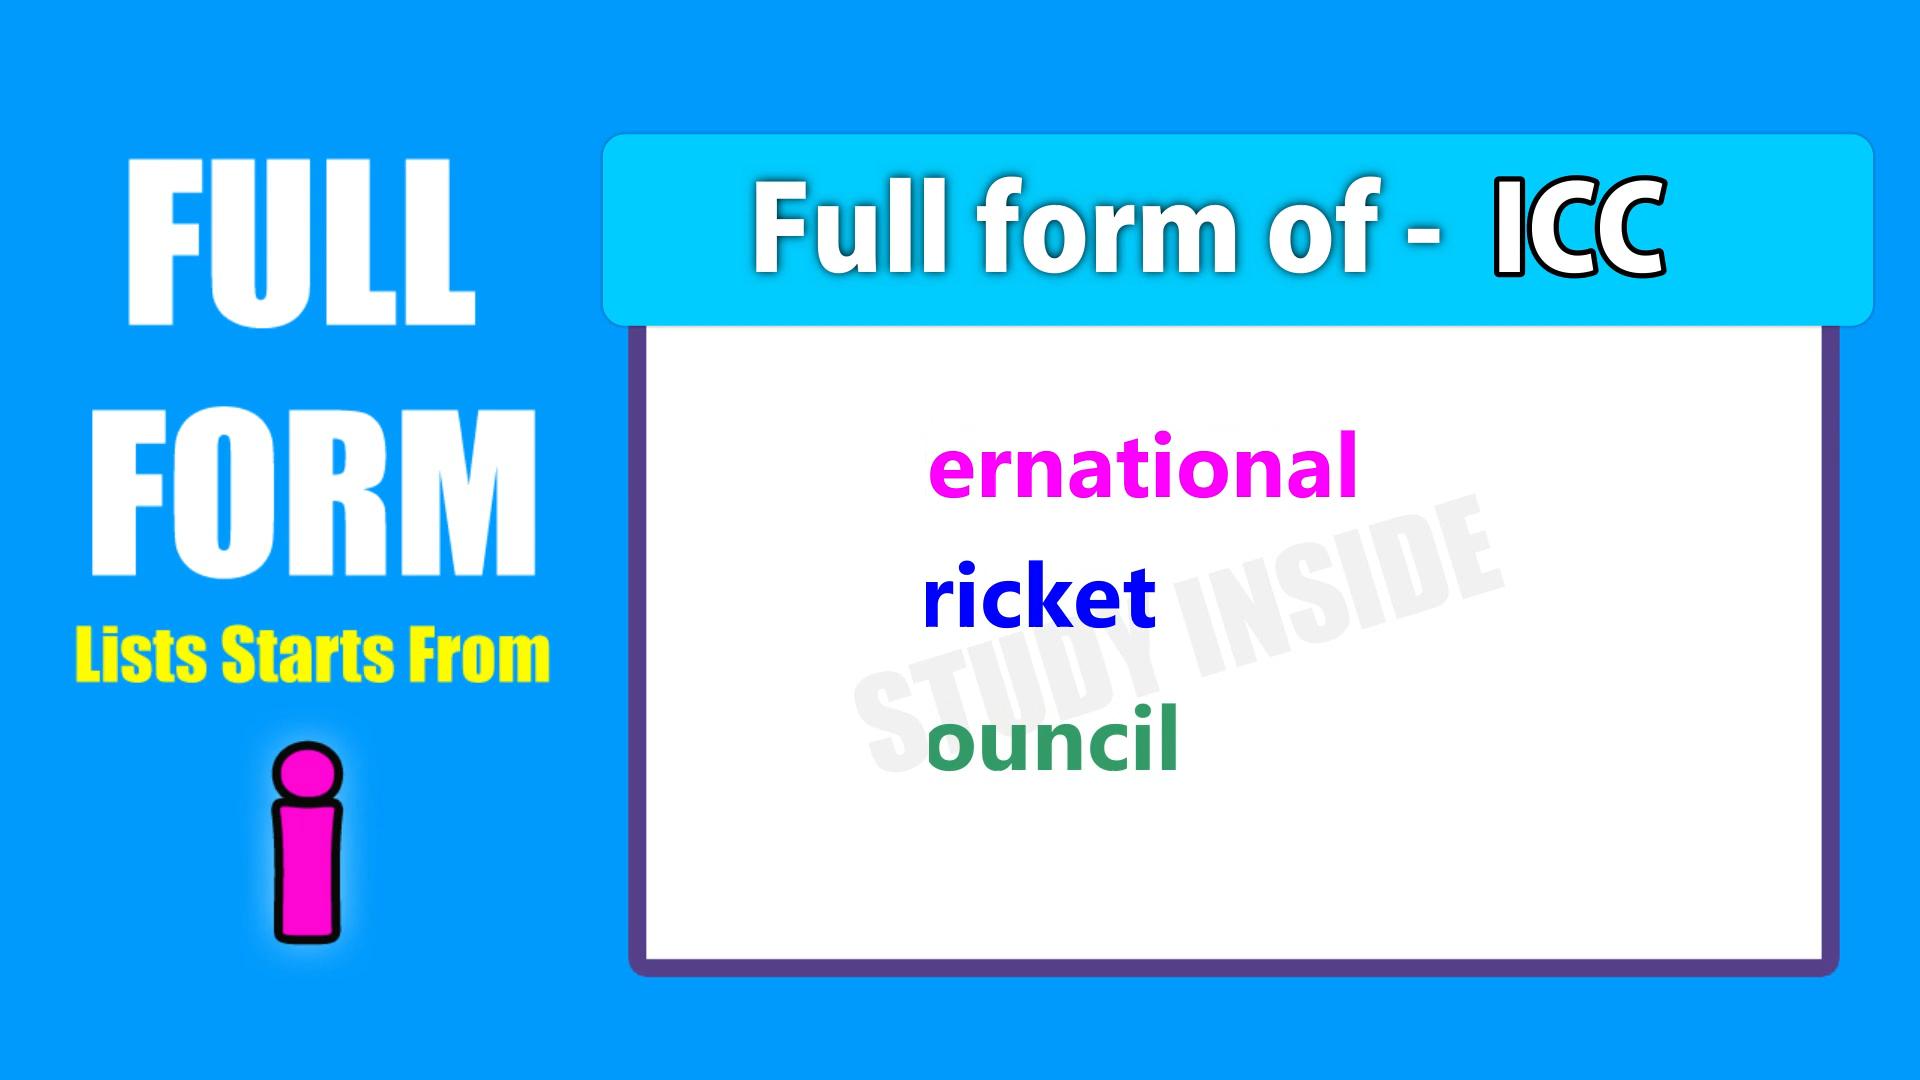 FULL
FORM
Lists Starts From
i
Full form of - ICC
ernational
ricket
ouncil
STUDY INSIDE